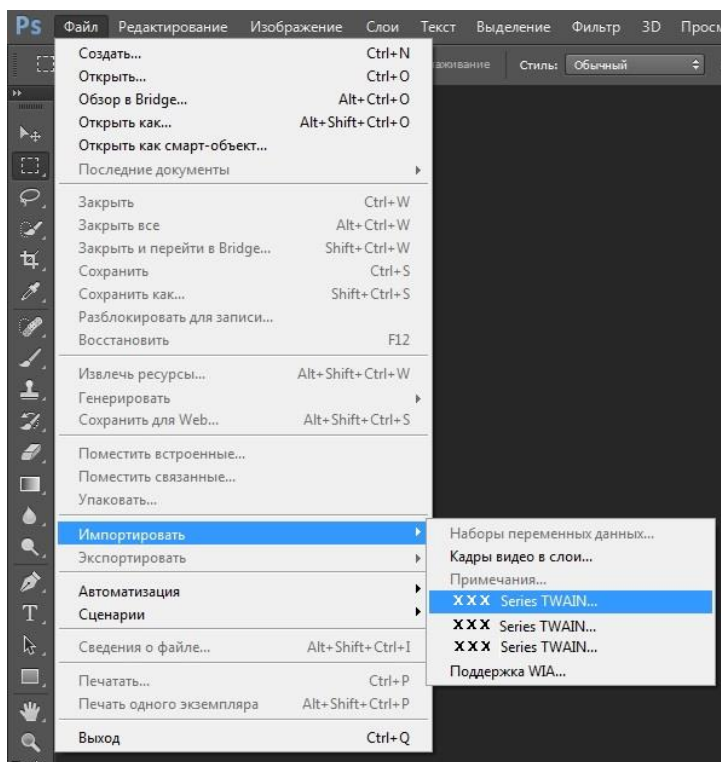 Ps Файл Редактирование Изображение Слои Текст Выделение Фильтр 3D
Стиль: Обычный
Создать... Ctrl+N
Открыть... Ctrl+O
Обзор в Bridge... Alt+Ctrl+O
Открыть как... Alt+Shift+Ctrl+O
Открыть как смарт-объект...
Последние документы
Закрыть Ctrl+W
Закрыть все Alt+Ctrl+W
Закрыть и перейти в Bridge... Shift+Ctrl+W
Сохранить Ctrl+S
Сохранить как... Shift+Ctrl+S
Разблокировать для записи...
Восстановить F12
Извлечь ресурсы... Alt+Shift+Ctrl+W
Генерировать
Сохранить для Web... Alt+Shift+Ctrl+S
Поместить встроенные...
Поместить связанные...
Упаковать...
Импортировать
Экспортировать
Автоматизация
Сценарии
Сведения о файле... Alt+Shift+Ctrl+I
Печатать... Ctrl+P
Печать одного экземпляра Alt+Shift+Ctrl+P
Выход Ctrl+Q
Наборы переменных данных...
Кадры видео в слои...
Примечания...
XXX Series TWAIN...
XXX Series TWAIN...
XXX Series TWAIN...
Поддержка WIA...